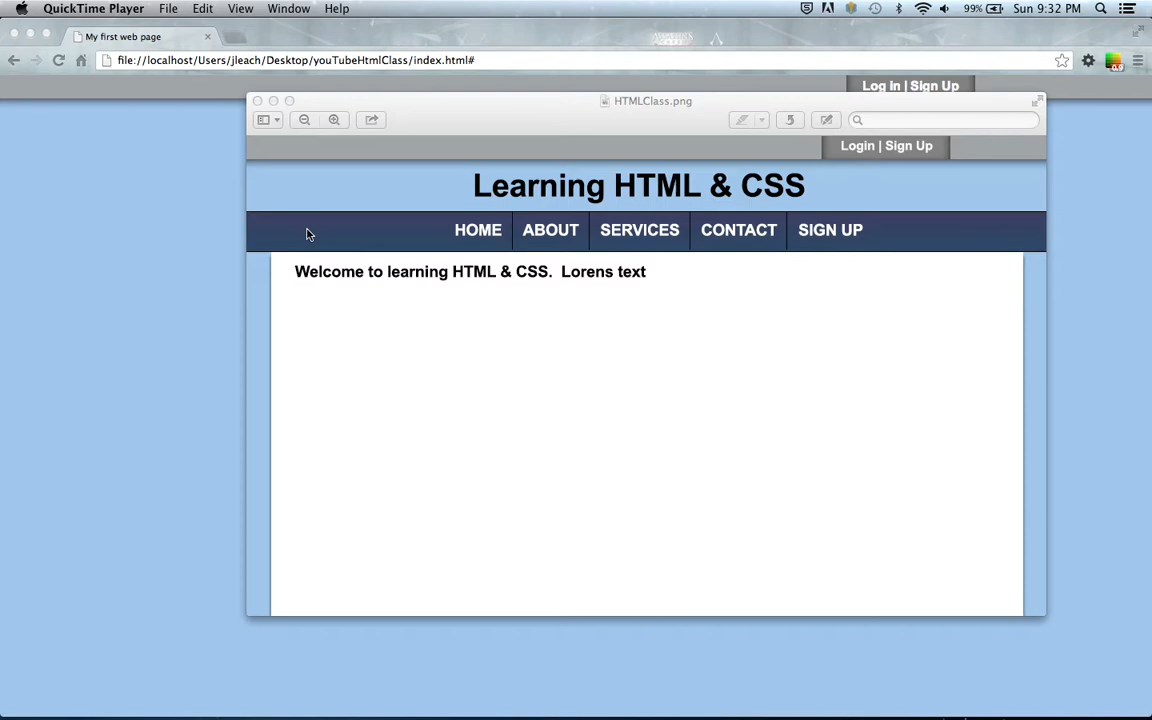 QuickTime Player File Edit View Window Help 99% Sun 9:32 PM
My first web page
file://localhost/Users/jleach/Desktop/youTubeHtmlClass/index.html#
Log in | Sign Up
HTMLClass.png
Login | Sign Up
Learning HTML & CSS
HOME ABOUT SERVICES CONTACT SIGN UP
Welcome to learning HTML & CSS. Lorens text